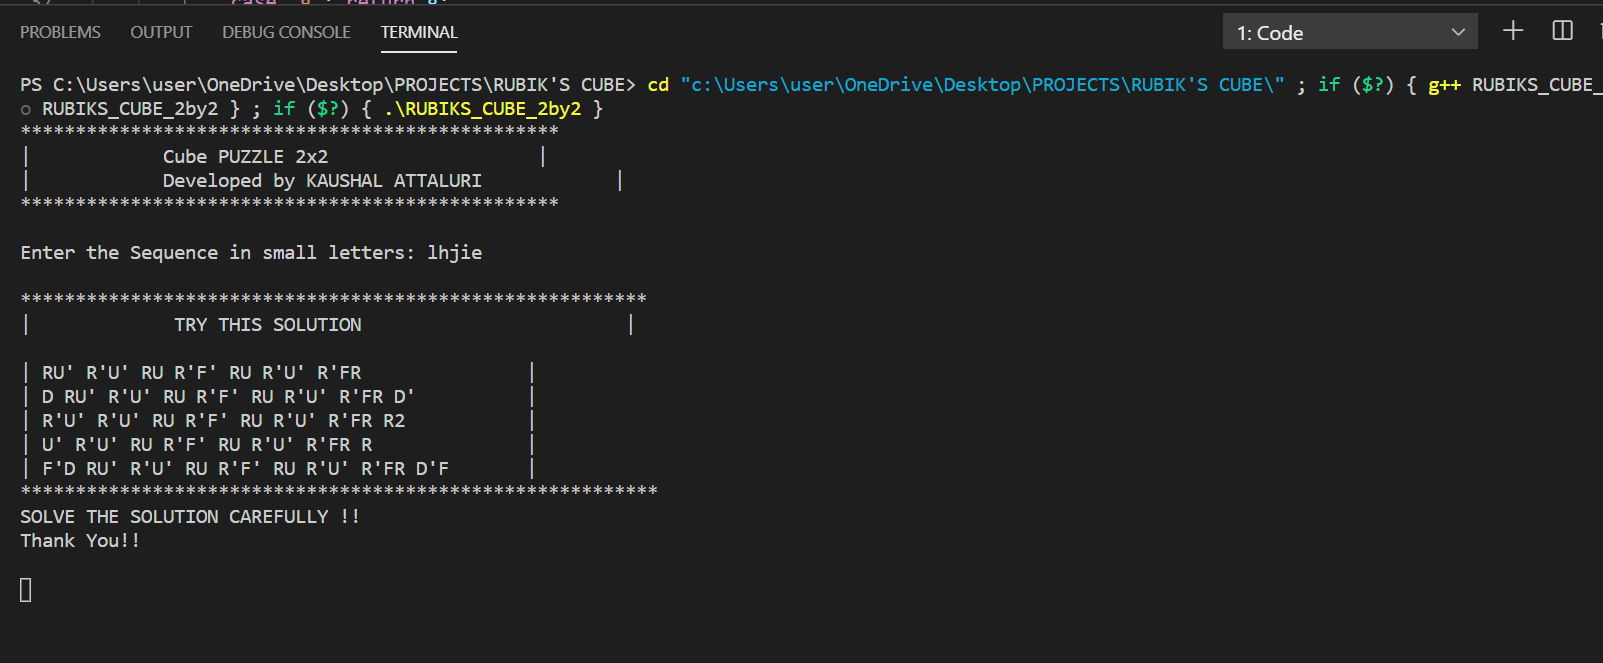 PROBLEMS OUTPUT DEBUG CONSOLE TERMINAL 1: Code
PS C:\Users\user\OneDrive\Desktop\PROJECTS\RUBIK'S CUBE> cd "c:\Users\user\OneDrive\Desktop\PROJECTS\RUBIK'S CUBE\" ; if ($?) { g++ RUBIKS_CUBE_
RUBIKS_CUBE_2by2 } ; if ($?) { .\RUBIKS_CUBE_2by2 }
*************************************************
| Cube PUZZLE 2x2 |
| Developed by KAUSHAL ATTALURI |
*************************************************
Enter the Sequence in small letters: lhjie
*********************************************************
| TRY THIS SOLUTION |
| RU' R'U' RU R'F' RU R'U' R'FR |
| D RU' R'U' RU R'F' RU R'U' R'FR D' |
| R'U' R'U' RU R'F' RU R'U' R'FR R2 |
| U' R'U' RU R'F' RU R'U' R'FR R |
| F'D RU' R'U' RU R'F' RU R'U' R'FR D'F |
**********************************************************
SOLVE THE SOLUTION CAREFULLY !!
Thank You!!